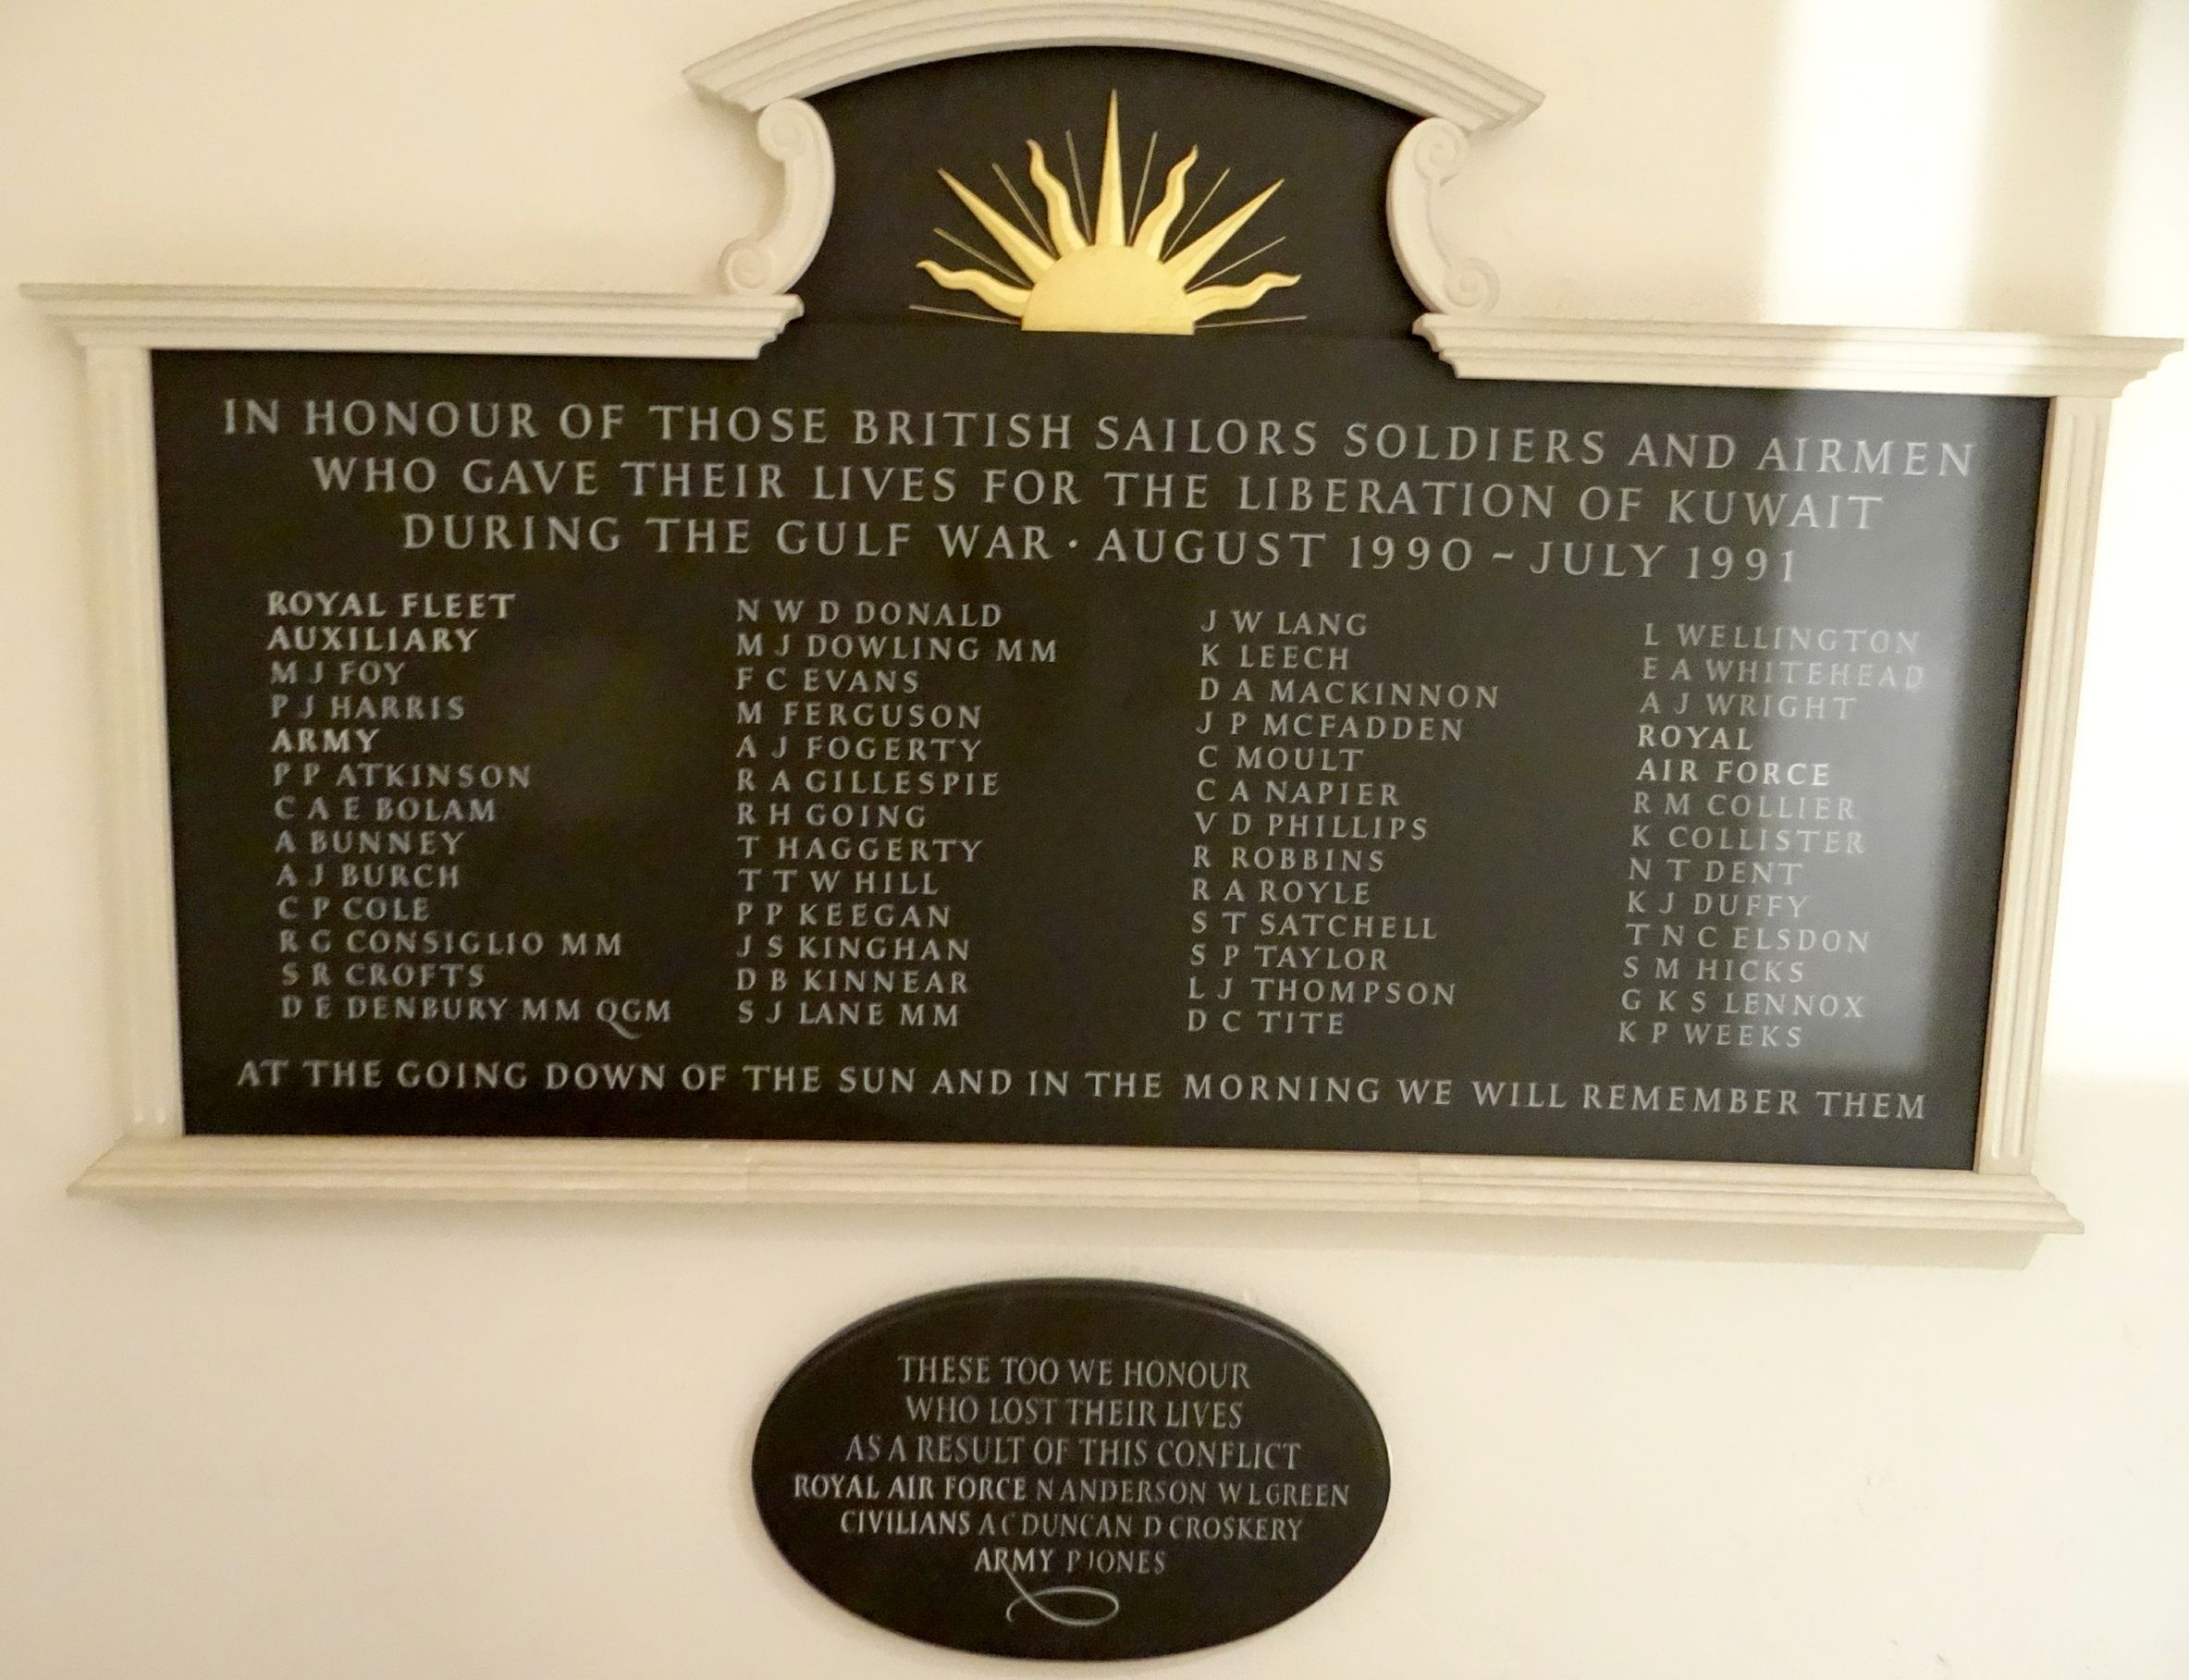 IN HONOUR OF THOSE BRITISH SAILORS SOLDIERS AND AIRMEN
WHO GAVE THEIR LIVES FOR THE LIBERATION OF KUWAIT
DURING THE GULF WAR · AUGUST 1990 ~ JULY 1991
ROYAL FLEET
AUXILIARY
M J FOY
P J HARRIS
ARMY
P P ATKINSON
C A E BOLAM
A BUNNEY
A J BURCH
C P COLE
R G CONSIGLIO MM
S R CROFTS
D E DENBURY MM QGM
N W D DONALD
M J DOWLING MM
F C EVANS
M FERGUSON
A J FOGERTY
R A GILLESPIE
R H GOING
T HAGGERTY
T T W HILL
P P KEEGAN
J S KINGHAN
D B KINNEAR
S J LANE MM
J W LANG
K LEECH
D A MACKINNON
J P MCFADDEN
C MOULT
C A NAPIER
V D PHILLIPS
R ROBBINS
R A ROYLE
S T SATCHELL
S P TAYLOR
L J THOMPSON
D C TITE
L WELLINGTON
E A WHITEHEAD
A J WRIGHT
ROYAL
AIR FORCE
R M COLLIER
K COLLISTER
N T DENT
K J DUFFY
T N C ELSDON
S M HICKS
G K S LENNOX
K P WEEKS
AT THE GOING DOWN OF THE SUN AND IN THE MORNING WE WILL REMEMBER THEM
THESE TOO WE HONOUR
WHO LOST THEIR LIVES
AS A RESULT OF THIS CONFLICT
ROYAL AIR FORCE N ANDERSON W L GREEN
CIVILIANS A C DUNCAN D CROSKERY
ARMY P JONES